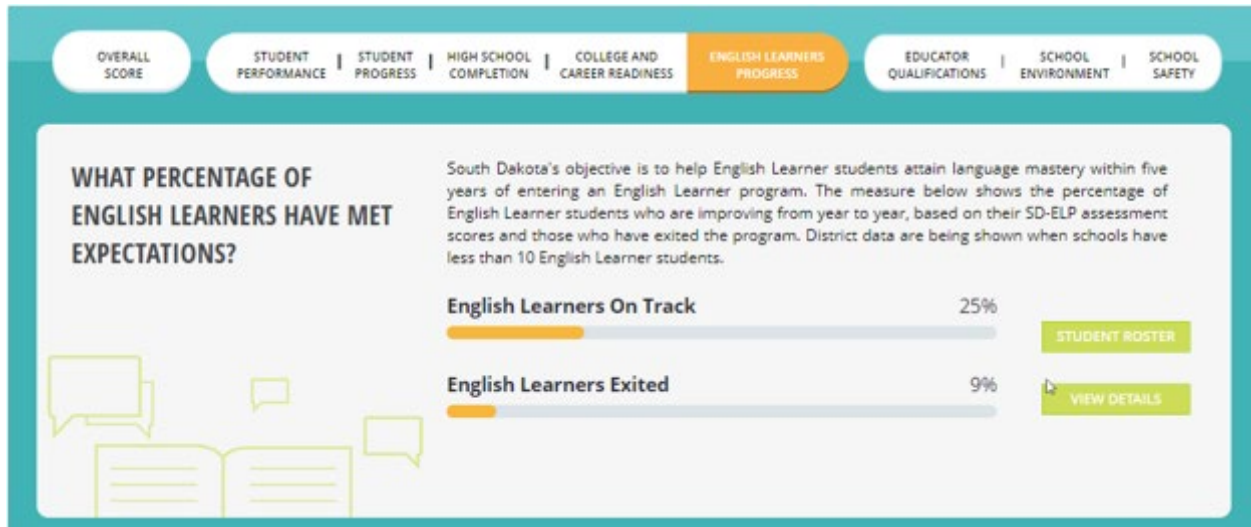 OVERALL SCORE
STUDENT PERFORMANCE | STUDENT PROGRESS | HIGH SCHOOL COMPLETION | COLLEGE AND CAREER READINESS
ENGLISH LEARNERS PROGRESS
EDUCATOR QUALIFICATIONS | SCHOOL ENVIRONMENT | SCHOOL SAFETY
WHAT PERCENTAGE OF
ENGLISH LEARNERS HAVE MET
EXPECTATIONS?
South Dakota's objective is to help English Learner students attain language mastery within five
years of entering an English Learner program. The measure below shows the percentage of
English Learner students who are improving from year to year, based on their SD-ELP assessment
scores and those who have exited the program. District data are being shown when schools have
less than 10 English Learner students.
English Learners On Track 25%
STUDENT ROSTER
English Learners Exited 9%
VIEW DETAILS